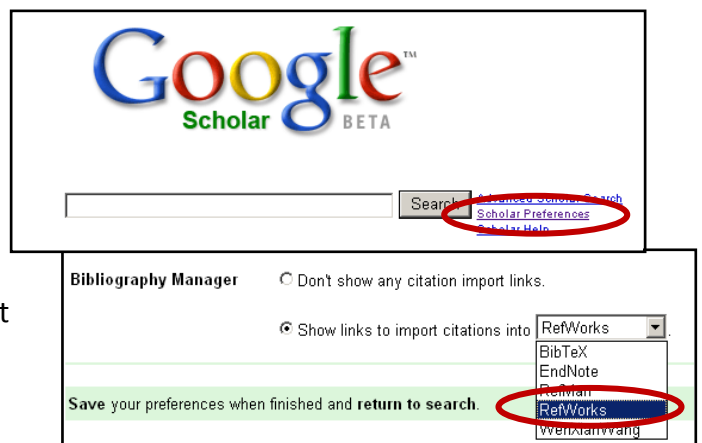 Google™
Scholar BETA
Search
Advanced Scholar Search
Scholar Preferences
Scholar Help
Bibliography Manager
Don't show any citation import links.
t
Show links to import citations into RefWorks .
BibTeX
EndNote
RefMan
Save your preferences when finished and return to search.
RefWorks
WenXianWang